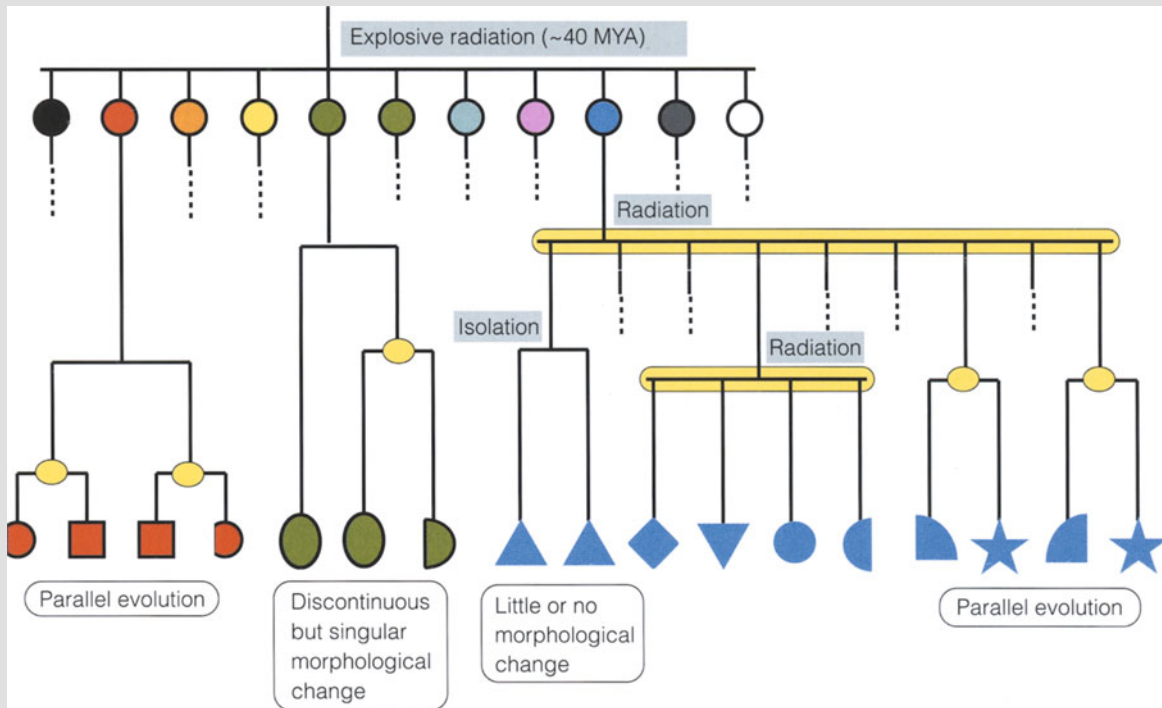 Explosive radiation (~40 MYA)
Radiation
Isolation
Radiation
Parallel evolution
Discontinuous
but singular
morphological
change
Little or no
morphological
change
Parallel evolution